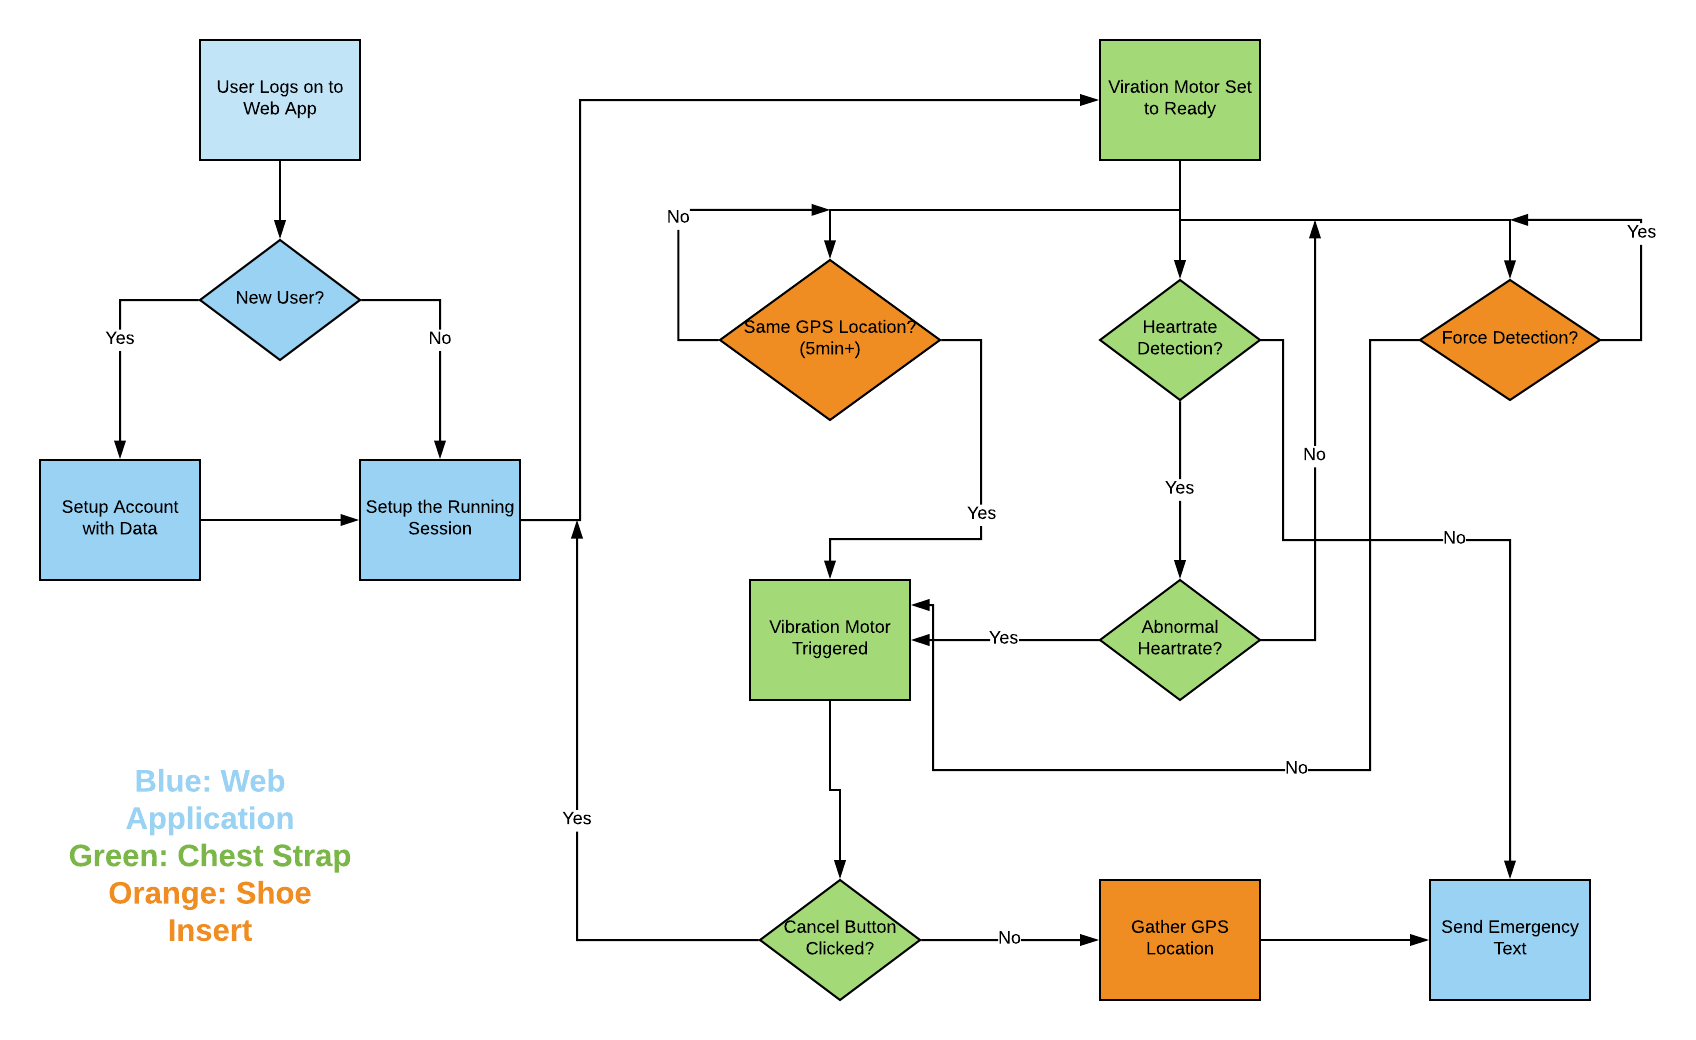 User Logs on to
Web App
Viration Motor Set
to Ready
No
Yes
New User?
Same GPS Location?
(5min+)
Heartrate
Detection?
Force Detection?
Yes
No
No
Yes
Setup Account
with Data
Setup the Running
Session
Yes
No
Vibration Motor
Triggered
Yes
Abnormal
Heartrate?
No
Blue: Web
Application
Green: Chest Strap
Orange: Shoe
Insert
Yes
Cancel Button
Clicked?
No
Gather GPS
Location
Send Emergency
Text